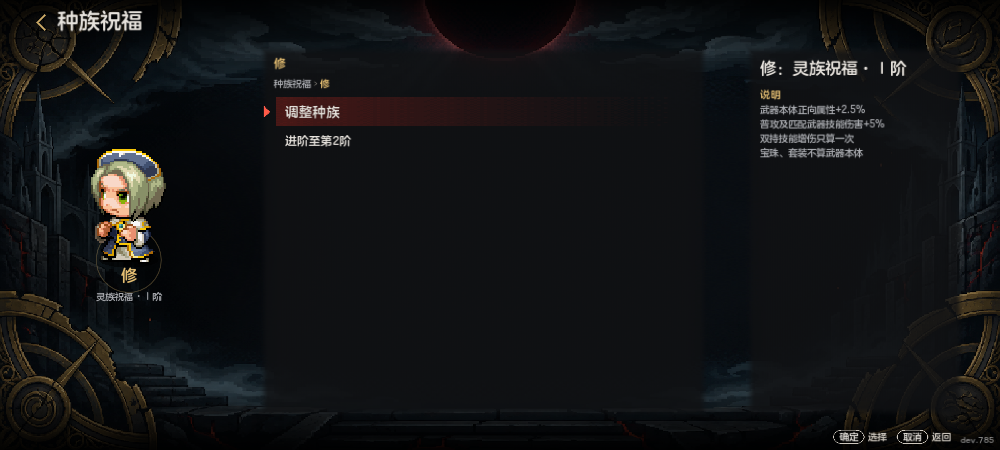 种族祝福
修
种族祝福 › 修
调整种族
进阶至第2阶
修
灵族祝福・Ⅰ阶
修：灵族祝福・Ⅰ阶
说明
武器本体正向属性+2.5%
普攻及匹配武器技能伤害+5%
双持技能增伤只算一次
宝珠、套装不算武器本体
确定 选择 取消 返回
dev.785